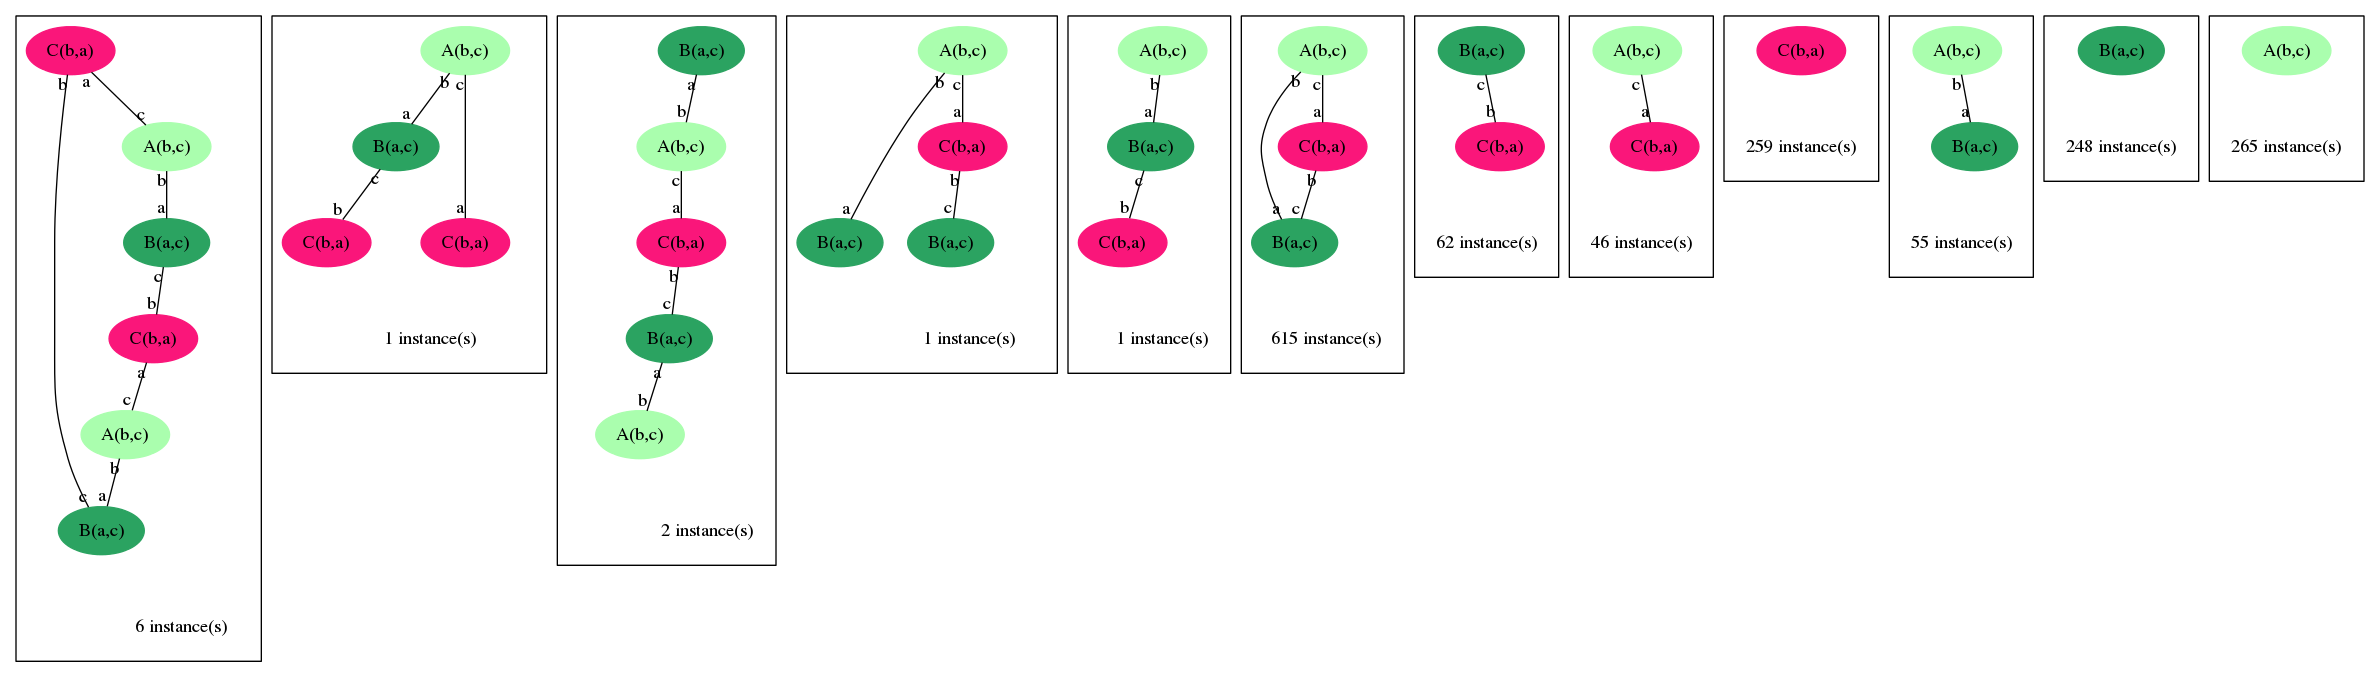 C(b,a)
b
a
c
A(b,c)
b
a
B(a,c)
c
b
C(b,a)
a
c
A(b,c)
b
c
a
B(a,c)
6 instance(s)
A(b,c)
b
c
a
B(a,c)
c
b
a
C(b,a)
C(b,a)
1 instance(s)
B(a,c)
a
b
A(b,c)
c
a
C(b,a)
b
c
B(a,c)
a
b
A(b,c)
2 instance(s)
A(b,c)
b
c
a
C(b,a)
b
a
c
B(a,c)
B(a,c)
1 instance(s)
A(b,c)
b
a
B(a,c)
c
b
C(b,a)
1 instance(s)
A(b,c)
b
c
a
C(b,a)
b
a
c
B(a,c)
615 instance(s)
B(a,c)
c
b
C(b,a)
62 instance(s)
A(b,c)
c
a
C(b,a)
46 instance(s)
C(b,a)
259 instance(s)
A(b,c)
b
a
B(a,c)
55 instance(s)
B(a,c)
248 instance(s)
A(b,c)
265 instance(s)